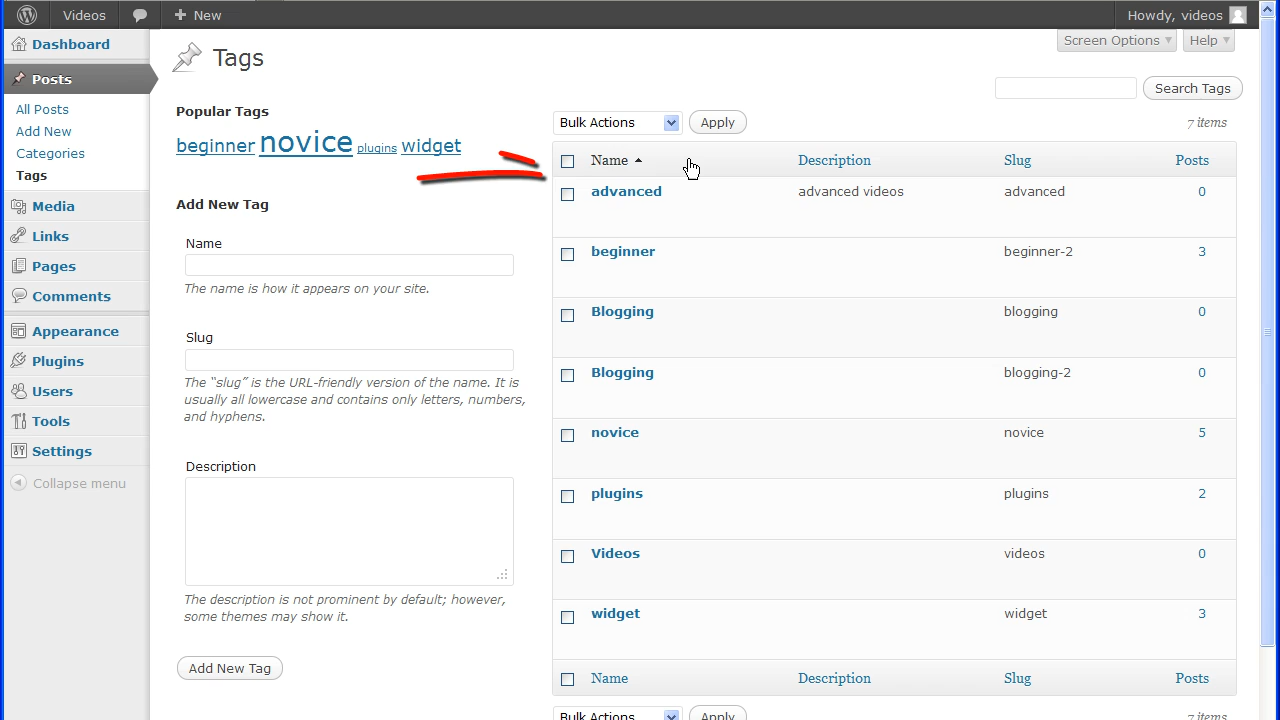 Videos
New
Howdy, videos
Dashboard
Posts
All Posts
Add New
Categories
Tags
Media
Links
Pages
Comments
Appearance
Plugins
Users
Tools
Settings
Collapse menu
Screen Options
Help
Tags
Search Tags
Popular Tags
beginner novice plugins widget
Add New Tag
Name
The name is how it appears on your site.
Slug
The “slug” is the URL-friendly version of the name. It is
usually all lowercase and contains only letters, numbers,
and hyphens.
Description
The description is not prominent by default; however,
some themes may show it.
Add New Tag
Bulk Actions Apply 7 items
Name Description Slug Posts
advanced advanced videos advanced 0
beginner beginner-2 3
Blogging blogging 0
Blogging blogging-2 0
novice novice 5
plugins plugins 2
Videos videos 0
widget widget 3
Name Description Slug Posts
Bulk Actions Apply 7 items